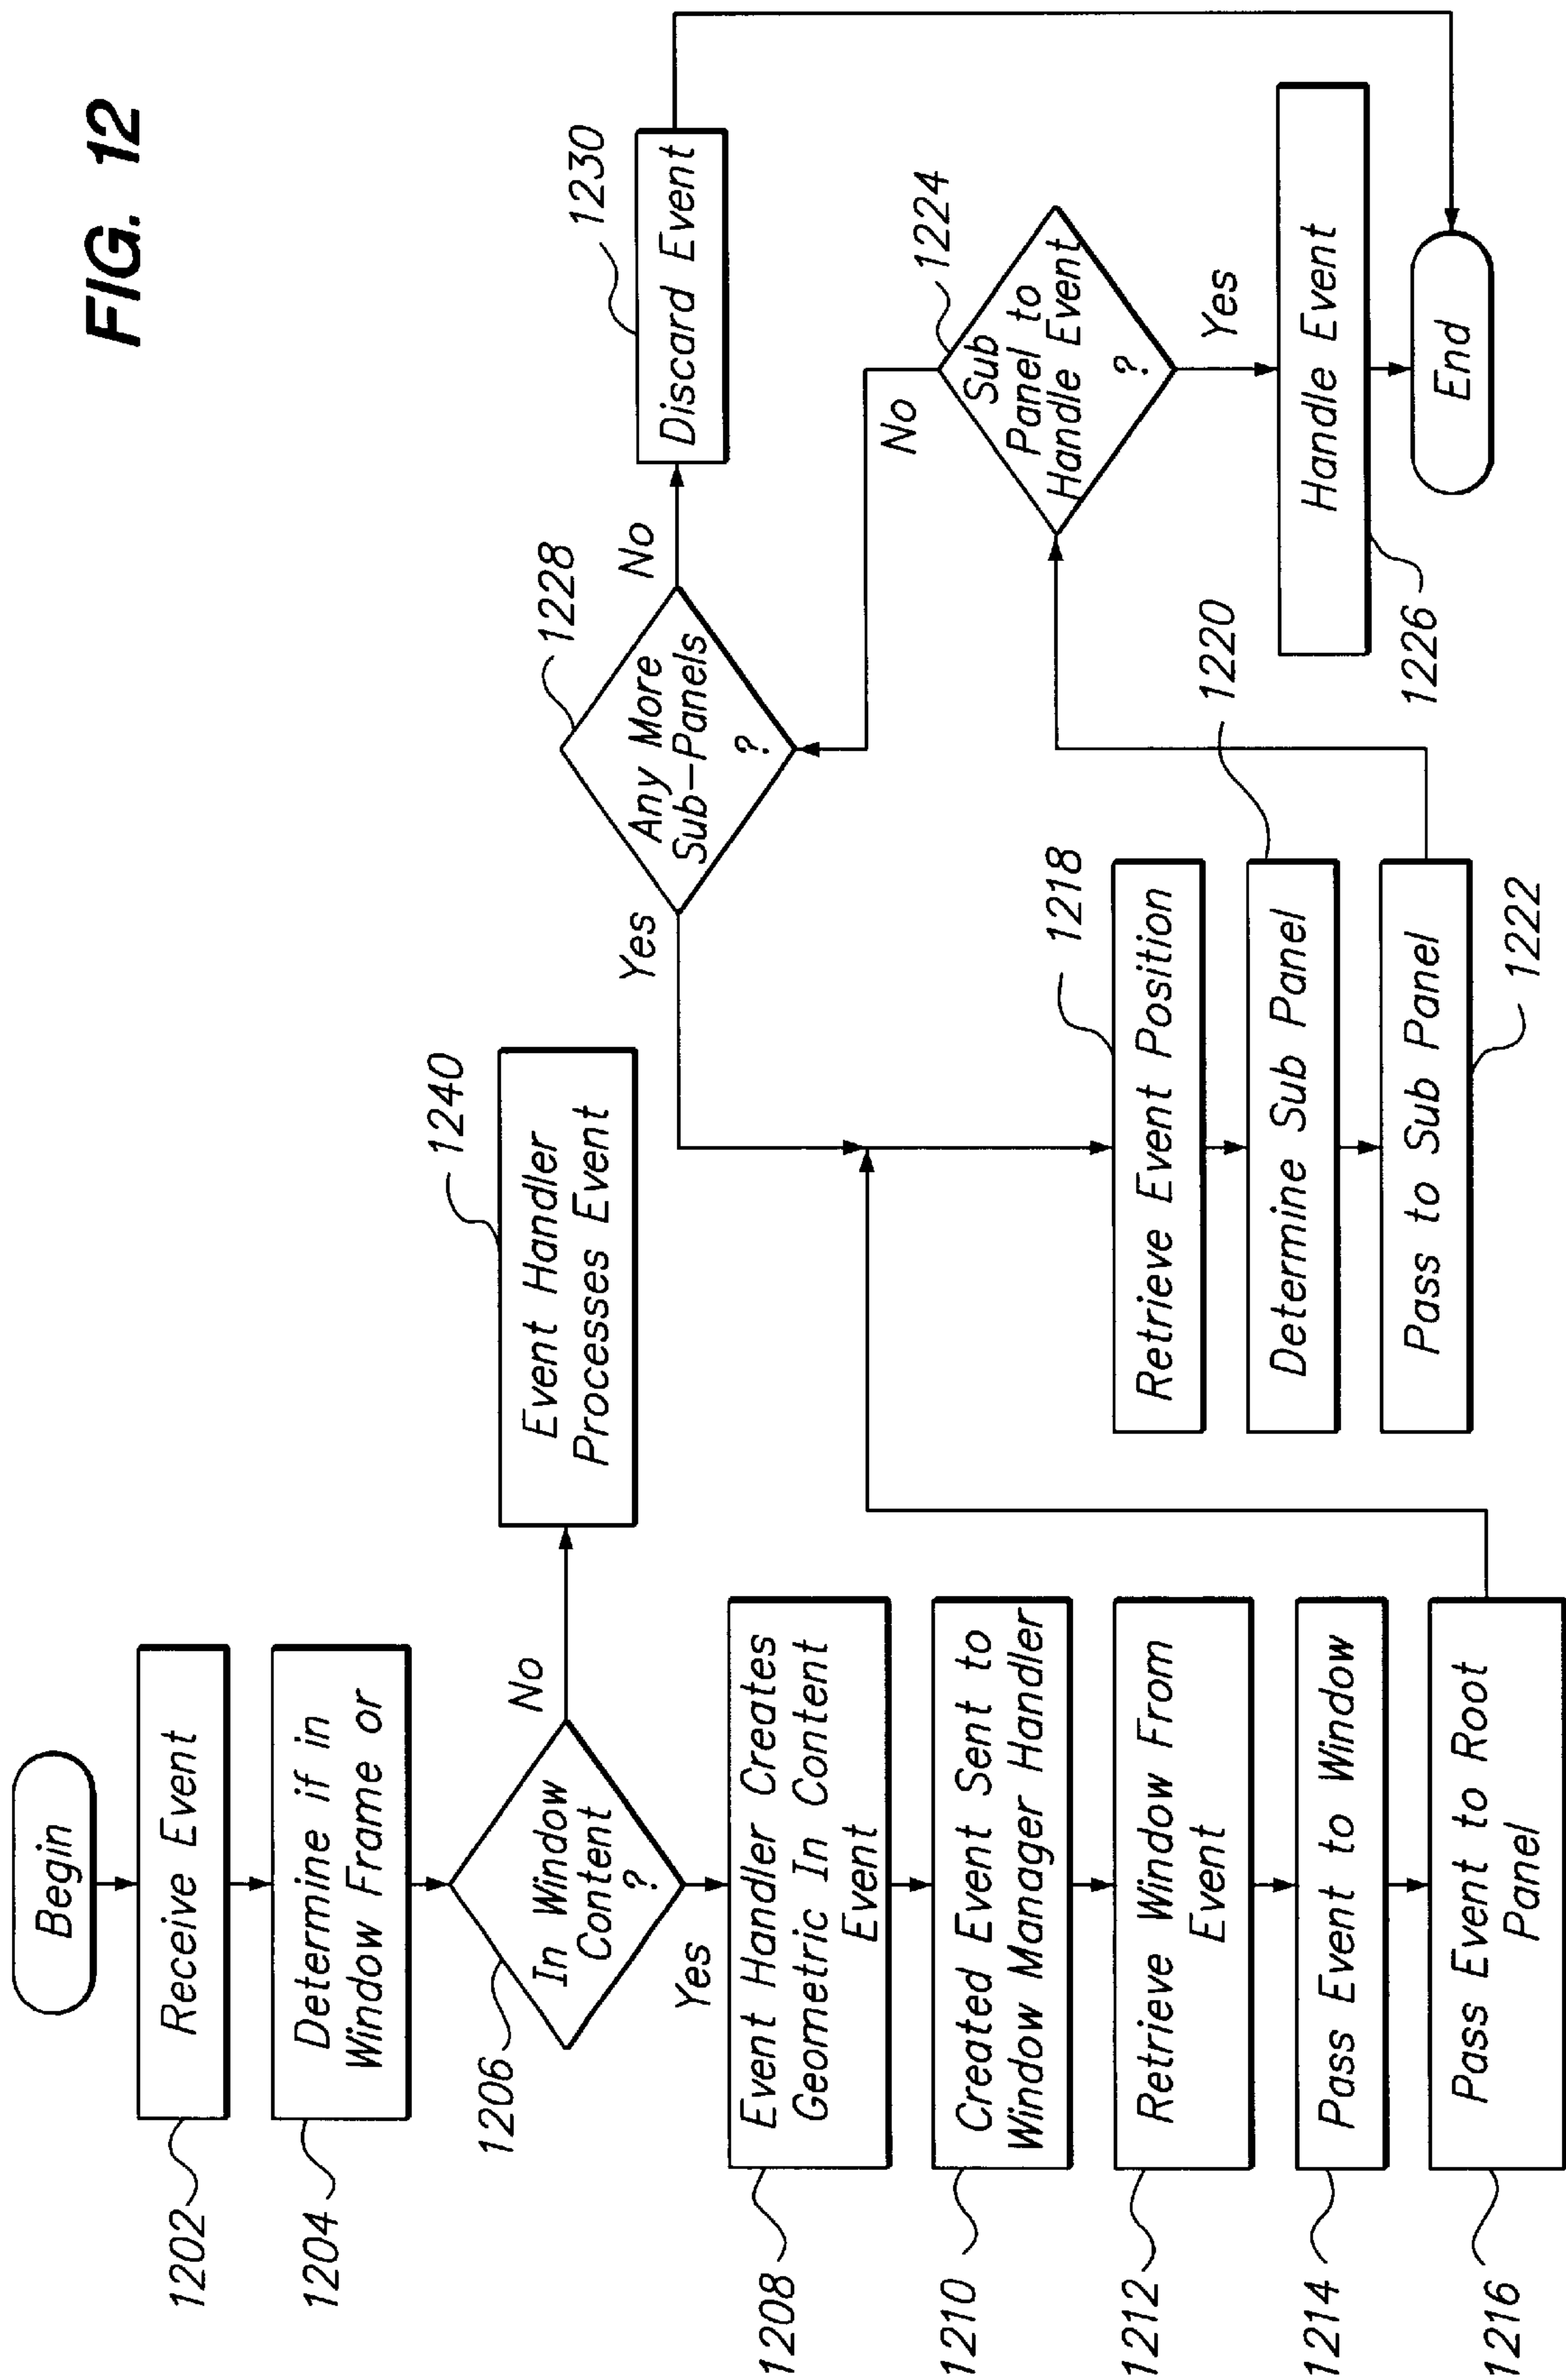 FIG. 12
Begin
1202
Receive Event
1204
Determine if in
Window Frame or
1206
In Window
Content
?
No
Yes
1240
Event Handler
Processes Event
1208
Event Handler Creates
Geometric In Content
Event
1210
Created Event Sent to
Window Manager Handler
1212
Retrieve Window From
Event
1214
Pass Event to Window
1216
Pass Event to Root
Panel
1218
Retrieve Event Position
1220
Determine Sub Panel
1222
Pass to Sub Panel
1224
Sub
Panel to
Handle Event
?
No
Yes
1226
Handle Event
1228
Any More
Sub-Panels
?
Yes
No
1230
Discard Event
End